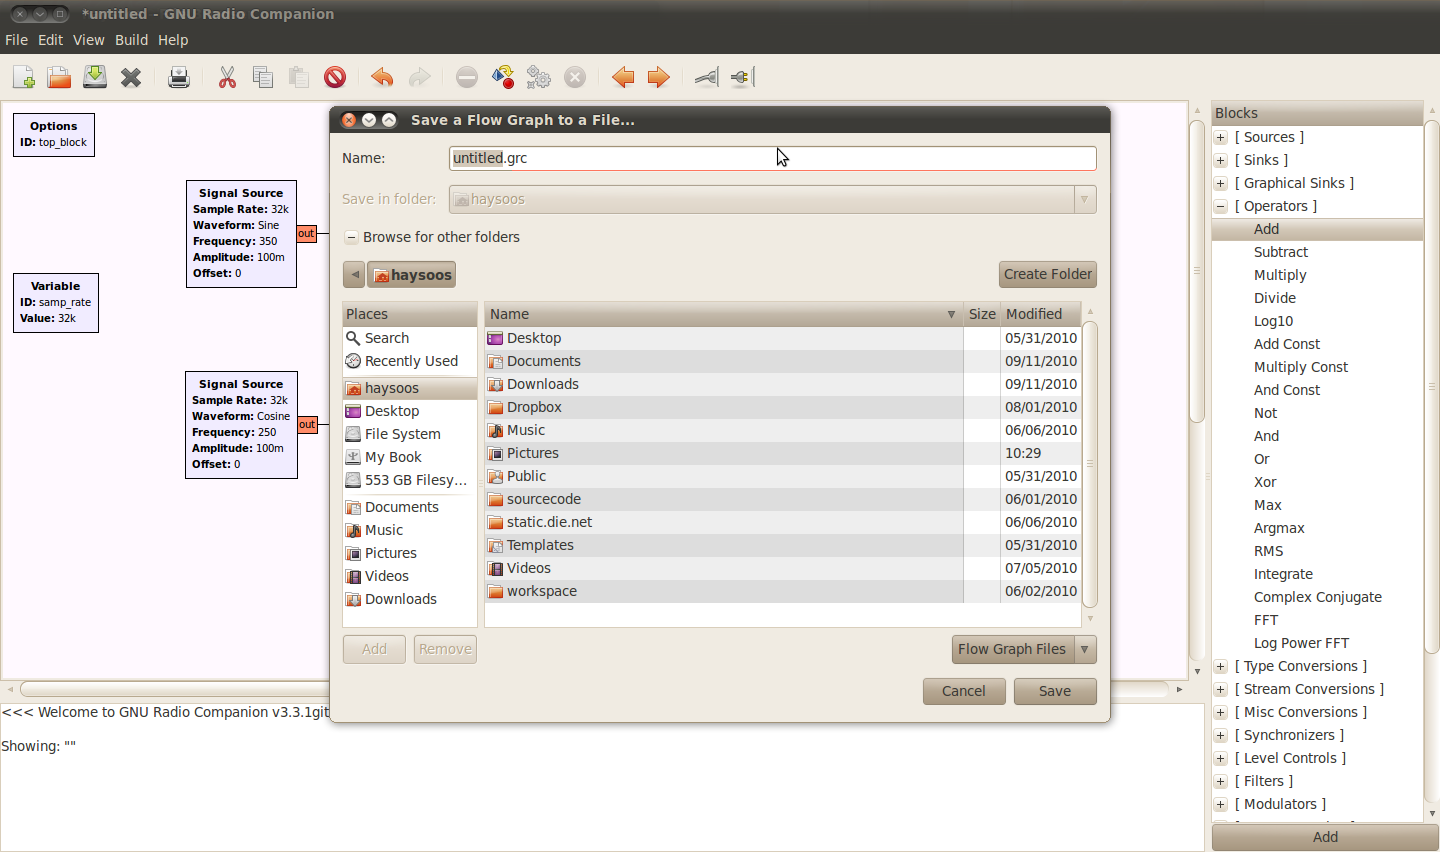 *untitled - GNU Radio Companion
File Edit View Build Help
Options
ID: top_block
Signal Source
Sample Rate: 32k
Waveform: Sine
Frequency: 350
Amplitude: 100m
Offset: 0
out
Variable
ID: samp_rate
Value: 32k
Signal Source
Sample Rate: 32k
Waveform: Cosine
Frequency: 250
Amplitude: 100m
Offset: 0
out
Save a Flow Graph to a File...
Name: untitled.grc
Save in folder: haysoos
Browse for other folders
haysoos
Create Folder
Places
Search
Recently Used
haysoos
Desktop
File System
My Book
553 GB Filesy...
Documents
Music
Pictures
Videos
Downloads
Name Size Modified
Desktop 05/31/2010
Documents 09/11/2010
Downloads 09/11/2010
Dropbox 08/01/2010
Music 06/06/2010
Pictures 10:29
Public 05/31/2010
sourcecode 06/01/2010
static.die.net 06/06/2010
Templates 05/31/2010
Videos 07/05/2010
workspace 06/02/2010
Add Remove
Flow Graph Files
Cancel Save
<<< Welcome to GNU Radio Companion v3.3.1git
Showing: ""
Blocks
[ Sources ]
[ Sinks ]
[ Graphical Sinks ]
[ Operators ]
Add
Subtract
Multiply
Divide
Log10
Add Const
Multiply Const
And Const
Not
And
Or
Xor
Max
Argmax
RMS
Integrate
Complex Conjugate
FFT
Log Power FFT
[ Type Conversions ]
[ Stream Conversions ]
[ Misc Conversions ]
[ Synchronizers ]
[ Level Controls ]
[ Filters ]
[ Modulators ]
Add